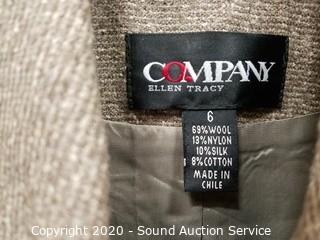 COMPANY
ELLEN TRACY
6
69%WOOL
13%NYLON
10%SILK
8%COTTON
MADE IN
CHILE
Copyright 2020 - Sound Auction Service